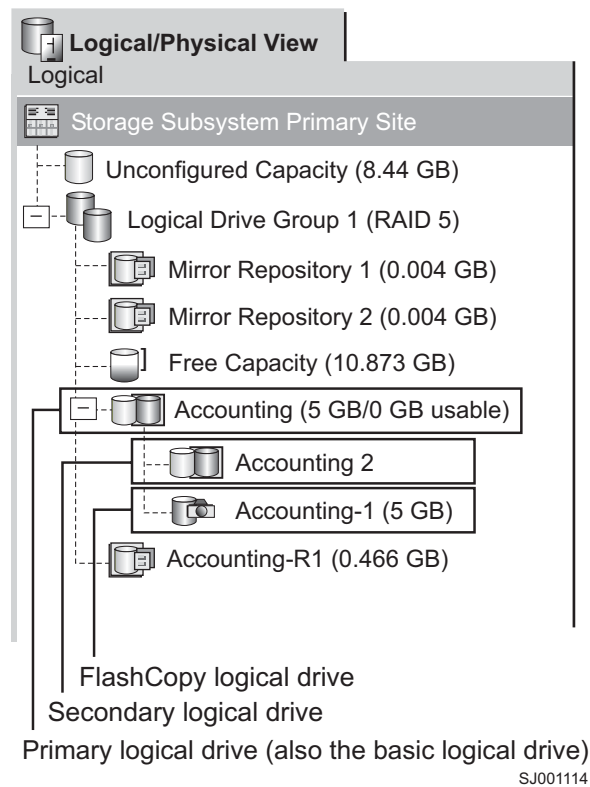 Logical/Physical View
Logical
Storage Subsystem Primary Site
Unconfigured Capacity (8.44 GB)
Logical Drive Group 1 (RAID 5)
Mirror Repository 1 (0.004 GB)
Mirror Repository 2 (0.004 GB)
Free Capacity (10.873 GB)
Accounting (5 GB/0 GB usable)
Accounting 2
Accounting-1 (5 GB)
Accounting-R1 (0.466 GB)
FlashCopy logical drive
Secondary logical drive
Primary logical drive (also the basic logical drive)
SJ001114